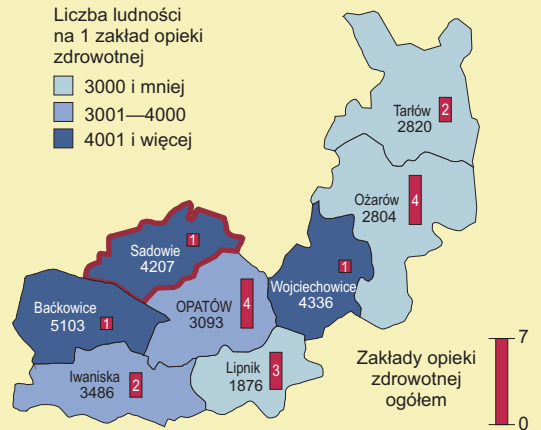 Liczba ludności
na 1 zakład opieki
zdrowotnej
3000 i mniej
3001—4000
4001 i więcej
Tarłów
2820
2
Ożarów
2804
4
Sadowie
4207
1
Wojciechowice
4336
1
Baćkowice
5103
1
OPATÓW
3093
4
Iwaniska
3486
2
Lipnik
1876
3
Zakłady opieki
zdrowotnej
ogółem
7
0